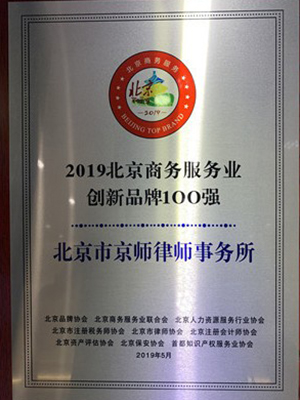 北京商务服务
北京
2019
BEIJING TOP BRAND
2019北京商务服务业
创新品牌100强
北京市京师律师事务所
北京品牌协会 北京商务服务业联合会 北京人力资源服务行业协会
北京市注册税务师协会 北京市律师协会 北京注册会计师协会
北京资产评估协会 北京保安协会 首都知识产权服务业协会
2019年5月